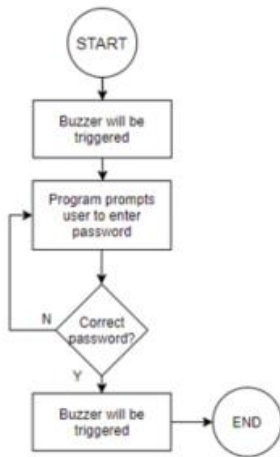 START
Buzzer will be
triggered
Program prompts
user to enter
password
N
Correct
password?
Y
Buzzer will be
triggered
END